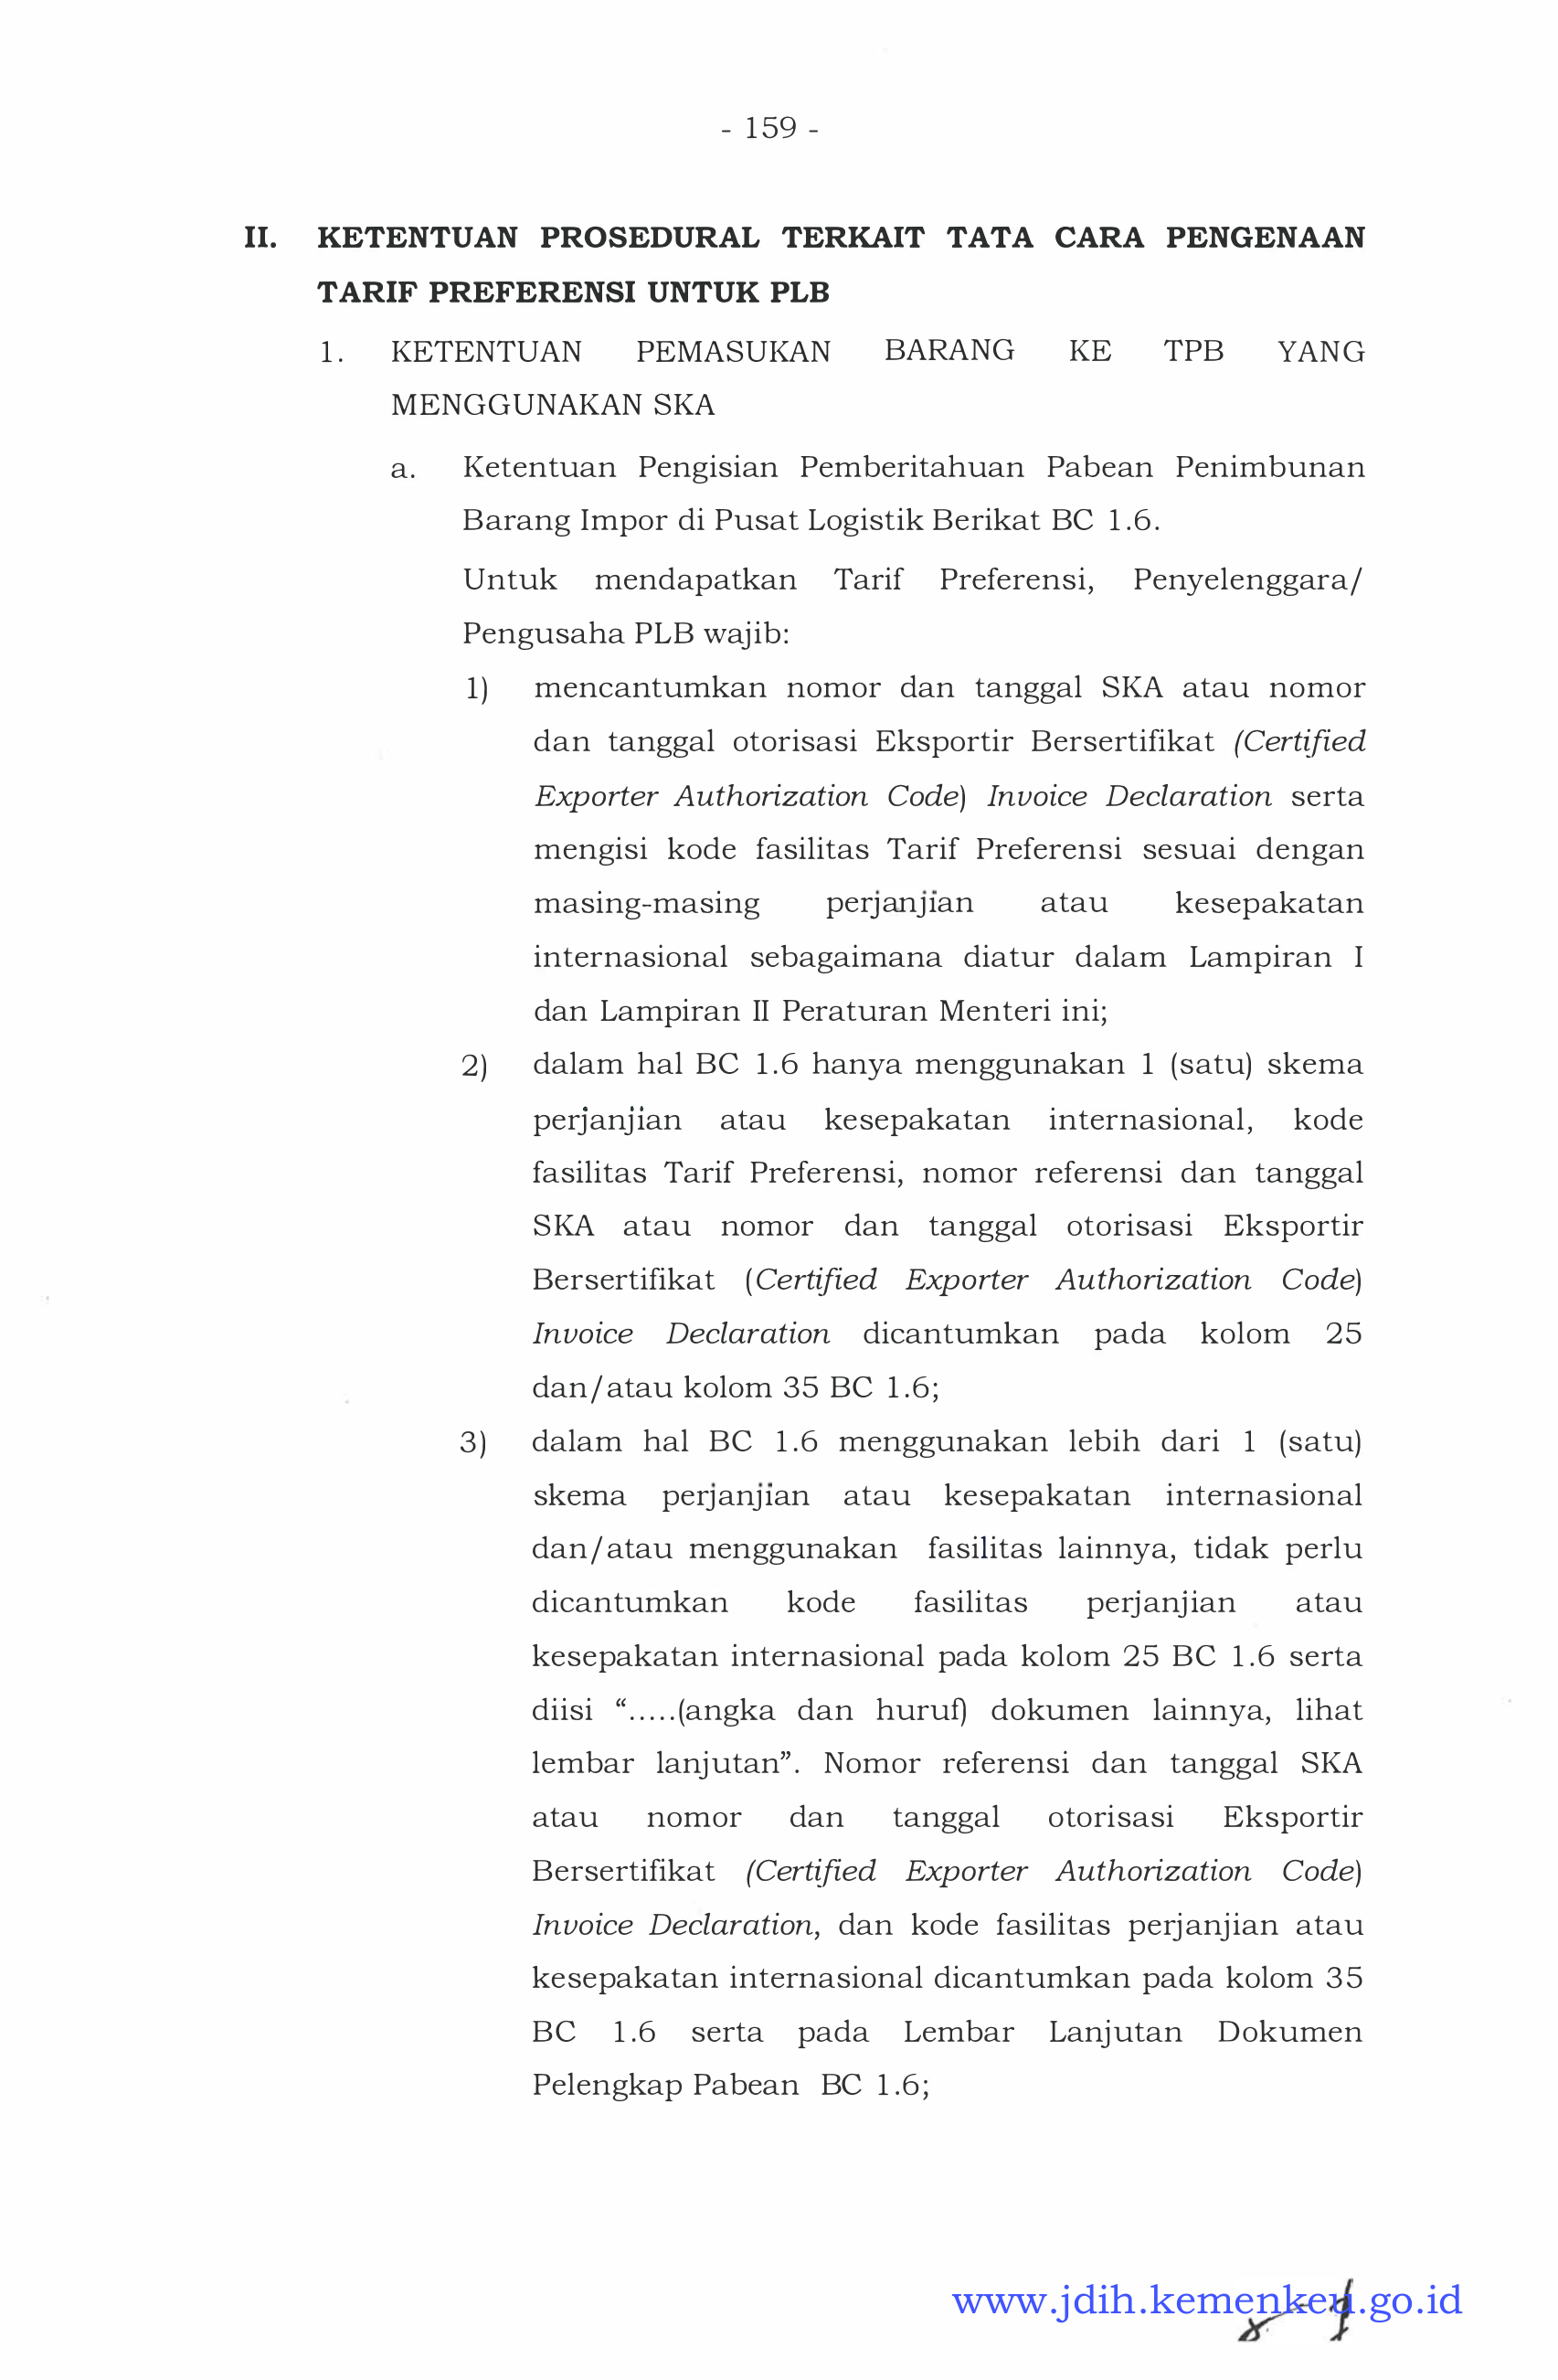 - 159 -
II. KETENTUAN PROSEDURAL TERKAIT TATA CARA PENGENAAN
TARIF PREFERENSI UNTUK PLB
1. KETENTUAN PEMASUKAN BARANG KE TPB YANG
MENGGUNAKAN SKA
a. Ketentuan Pengisian Pemberitahuan Pabean Penimbunan
Barang Impor di Pusat Logistik Berikat BC 1.6.
Untuk mendapatkan Tarif Preferensi, Penyelenggara/
Pengusaha PLB wajib:
1) mencantumkan nomor dan tanggal SKA atau nomor
dan tanggal otorisasi Eksportir Bersertifikat (Certified
Exporter Authorization Code) Invoice Declaration serta
mengisi kode fasilitas Tarif Preferensi sesuai dengan
masing-masing perjanjian atau kesepakatan
internasional sebagaimana diatur dalam Lampiran I
dan Lampiran II Peraturan Menteri ini;
2) dalam hal BC 1.6 hanya menggunakan 1 (satu) skema
perjanjian atau kesepakatan internasional, kode
fasilitas Tarif Preferensi, nomor referensi dan tanggal
SKA atau nomor dan tanggal otorisasi Eksportir
Bersertifikat (Certified Exporter Authorization Code)
Invoice Declaration dicantumkan pada kolom 25
dan/atau kolom 35 BC 1.6;
3) dalam hal BC 1.6 menggunakan lebih dari 1 (satu)
skema perjanjian atau kesepakatan internasional
dan/atau menggunakan fasilitas lainnya, tidak perlu
dicantumkan kode fasilitas perjanjian atau
kesepakatan internasional pada kolom 25 BC 1.6 serta
diisi “.....(angka dan huruf) dokumen lainnya, lihat
lembar lanjutan”. Nomor referensi dan tanggal SKA
atau nomor dan tanggal otorisasi Eksportir
Bersertifikat (Certified Exporter Authorization Code)
Invoice Declaration, dan kode fasilitas perjanjian atau
kesepakatan internasional dicantumkan pada kolom 35
BC 1.6 serta pada Lembar Lanjutan Dokumen
Pelengkap Pabean BC 1.6;
www.jdih.kemenkeu.go.id